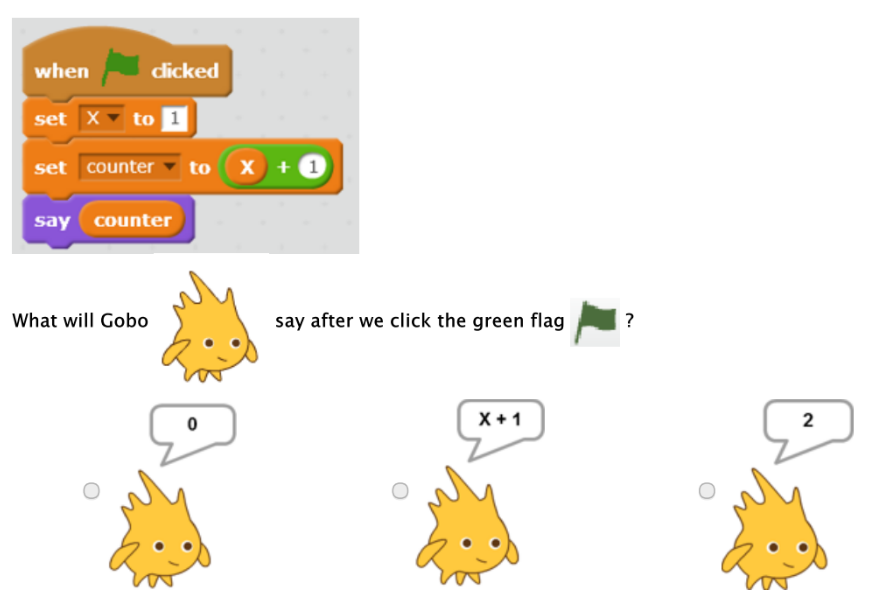 when clicked
set X to 1
set counter to X + 1
say counter
What will Gobo say after we click the green flag ?
0
X + 1
2